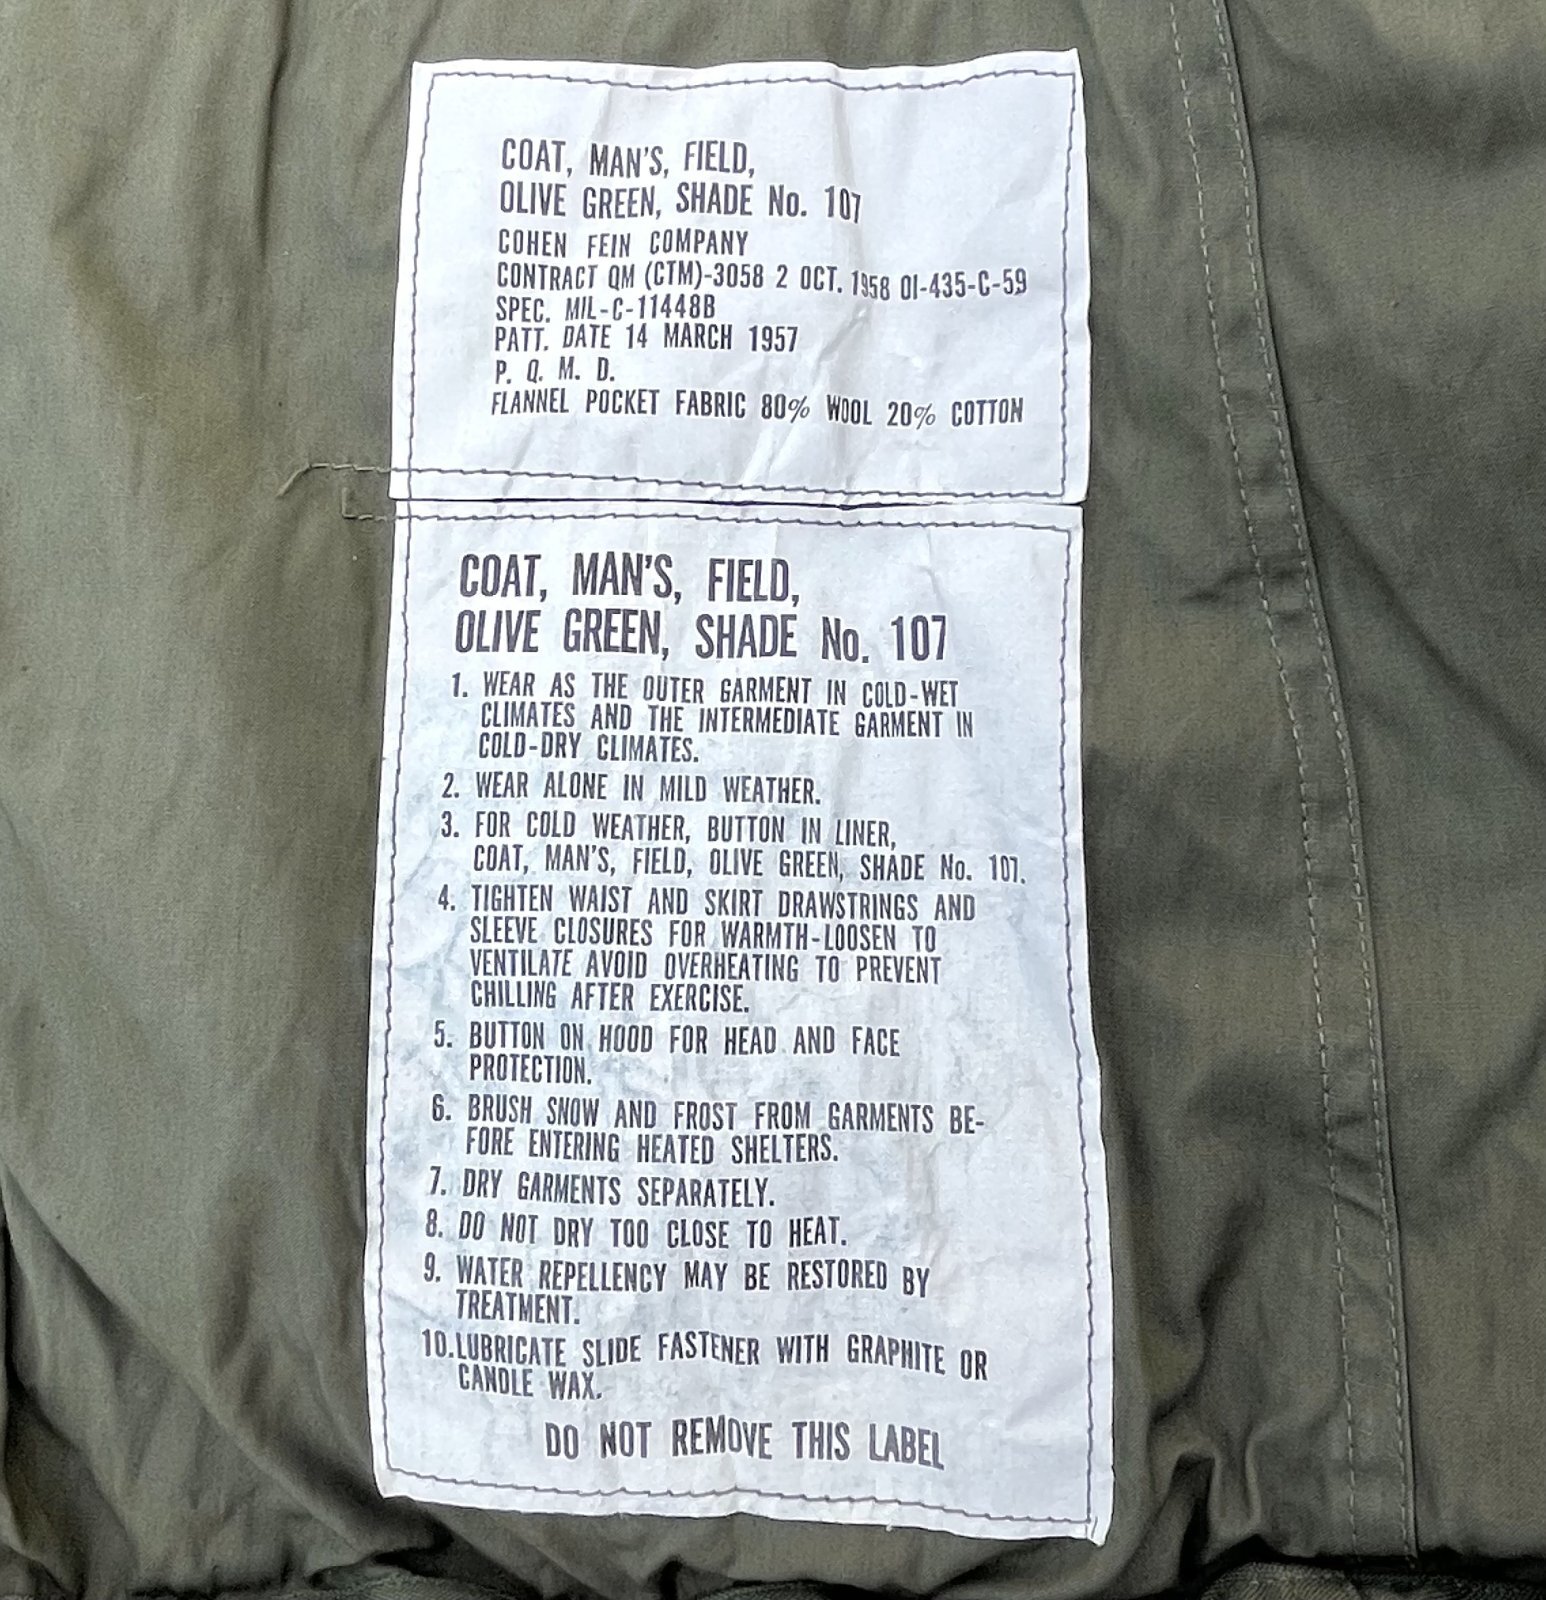 COAT, MAN'S, FIELD,
OLIVE GREEN, SHADE No. 107
COHEN FEIN COMPANY
CONTRACT QM (CTM)-3058 2 OCT. 1958 OI-435-C-59
SPEC. MIL-C-11448B
PATT. DATE 14 MARCH 1957
P. Q. M. D.
FLANNEL POCKET FABRIC 80% WOOL 20% COTTON
COAT, MAN'S, FIELD,
OLIVE GREEN, SHADE No. 107
1. WEAR AS THE OUTER GARMENT IN COLD-WET
CLIMATES AND THE INTERMEDIATE GARMENT IN
COLD-DRY CLIMATES.
2. WEAR ALONE IN MILD WEATHER.
3. FOR COLD WEATHER, BUTTON IN LINER,
COAT, MAN'S, FIELD, OLIVE GREEN, SHADE No. 107.
4. TIGHTEN WAIST AND SKIRT DRAWSTRINGS AND
SLEEVE CLOSURES FOR WARMTH-LOOSEN TO
VENTILATE AVOID OVERHEATING TO PREVENT
CHILLING AFTER EXERCISE.
5. BUTTON ON HOOD FOR HEAD AND FACE
PROTECTION.
6. BRUSH SNOW AND FROST FROM GARMENTS BE-
FORE ENTERING HEATED SHELTERS.
7. DRY GARMENTS SEPARATELY.
8. DO NOT DRY TOO CLOSE TO HEAT.
9. WATER REPELLENCY MAY BE RESTORED BY
TREATMENT.
10.LUBRICATE SLIDE FASTENER WITH GRAPHITE OR
CANDLE WAX.
DO NOT REMOVE THIS LABEL